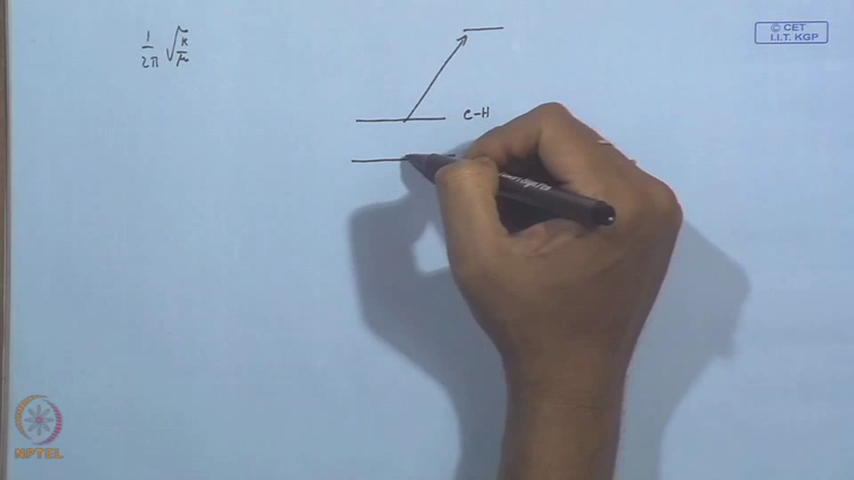 1/2π √k/μ
C-H
© CET
I.I.T. KGP
NPTEL